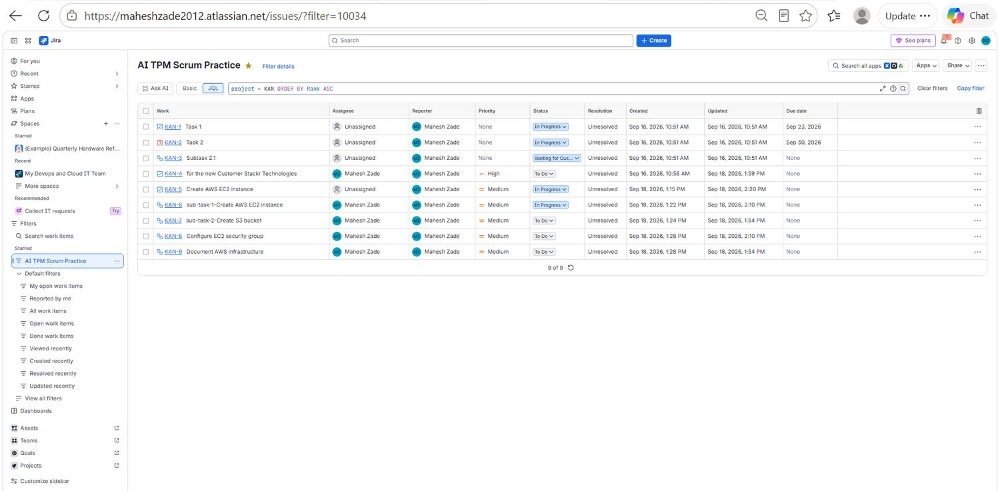 https://maheshzade2012.atlassian.net/issues/?filter=10034
Update
Chat
Jira
Search
+ Create
See plans
1
MZ
For you
Recent
Starred
Apps
Plans
Spaces
Starred
(Example) Quarterly Hardware Ref...
Recent
My Devops and Cloud IT Team
More spaces
Recommended
Collect IT requests Try
Filters
Search work items
Starred
AI TPM Scrum Practice
Default filters
My open work items
Reported by me
All work items
Open work items
Done work items
Viewed recently
Created recently
Resolved recently
Updated recently
View all filters
Dashboards
Assets
Teams
Goals
Projects
Customize sidebar
AI TPM Scrum Practice
Filter details
Search all apps
Apps
Share
Ask AI
Basic
JQL
project = KAN ORDER BY Rank ASC
Clear filters
Copy filter
Work Assignee Reporter Priority Status Resolution Created Updated Due date
KAN-1 Task 1 Unassigned MZ Mahesh Zade None In Progress Unresolved Sep 16, 2026, 10:51 AM Sep 16, 2026, 10:51 AM Sep 23, 2026
KAN-2 Task 2 Unassigned MZ Mahesh Zade None In Progress Unresolved Sep 16, 2026, 10:51 AM Sep 16, 2026, 10:51 AM Sep 30, 2026
KAN-3 Subtask 2.1 Unassigned MZ Mahesh Zade None Waiting for Cus... Unresolved Sep 16, 2026, 10:51 AM Sep 16, 2026, 10:51 AM None
KAN-4 for the new Customer Stackr Technologies MZ Mahesh Zade MZ Mahesh Zade High To Do Unresolved Sep 16, 2026, 10:56 AM Sep 18, 2026, 1:59 PM None
KAN-5 Create AWS EC2 instance Unassigned MZ Mahesh Zade Medium In Progress Unresolved Sep 18, 2026, 1:15 PM Sep 18, 2026, 2:20 PM None
KAN-6 sub-task-1-Create AWS EC2 instance MZ Mahesh Zade MZ Mahesh Zade Medium In Progress Unresolved Sep 18, 2026, 1:22 PM Sep 18, 2026, 2:10 PM None
KAN-7 sub-task-2-Create S3 bucket MZ Mahesh Zade MZ Mahesh Zade Medium To Do Unresolved Sep 18, 2026, 1:24 PM Sep 18, 2026, 1:54 PM None
KAN-8 Configure EC2 security group MZ Mahesh Zade MZ Mahesh Zade Medium To Do Unresolved Sep 18, 2026, 1:28 PM Sep 18, 2026, 2:10 PM None
KAN-9 Document AWS infrastructure MZ Mahesh Zade MZ Mahesh Zade Medium To Do Unresolved Sep 18, 2026, 1:28 PM Sep 18, 2026, 1:54 PM None
9 of 9